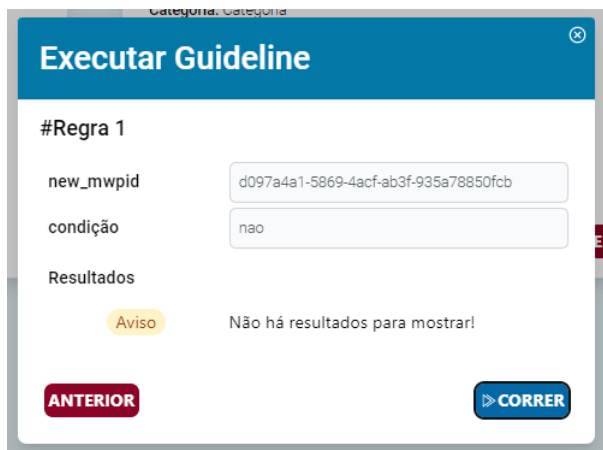 Categoria: Categoria
Executar Guideline
#Regra 1
new_mwpid d097a4a1-5869-4acf-ab3f-935a78850fcb
condição nao
Resultados
Aviso Não há resultados para mostrar!
ANTERIOR CORRER